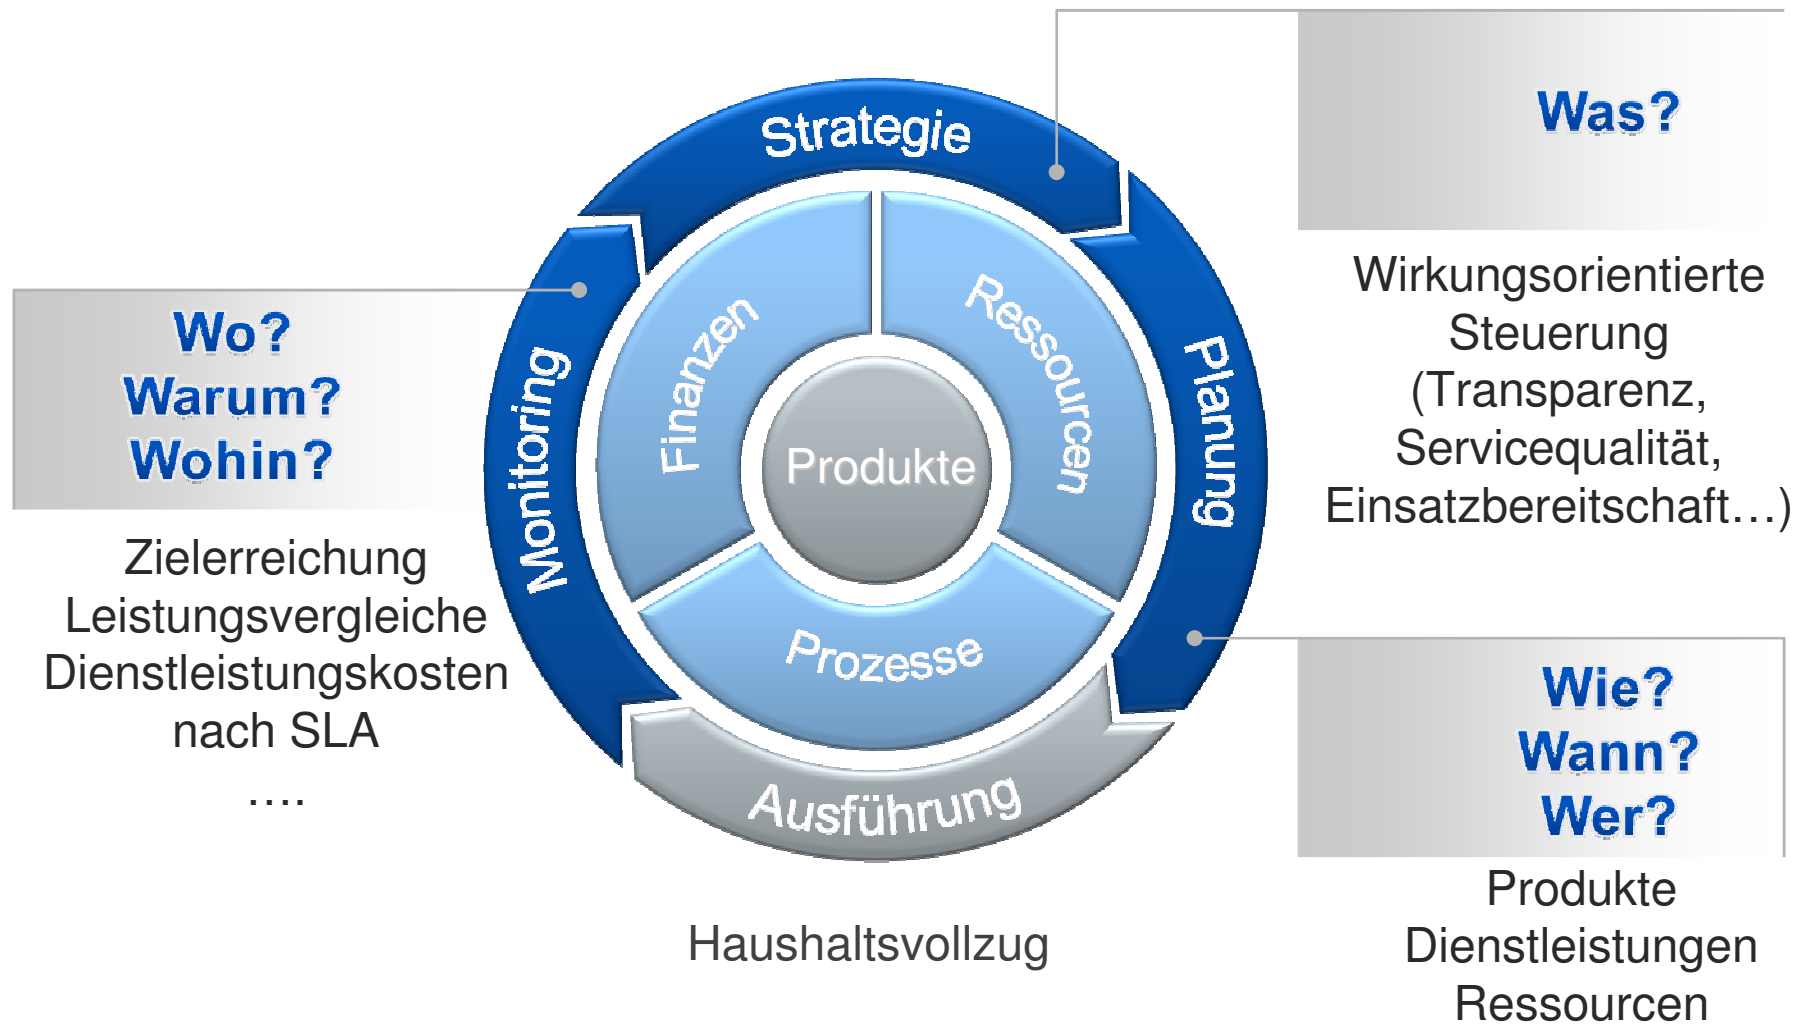 Strategie
Planung
Ausführung
Monitoring
Finanzen
Ressourcen
Prozesse
Produkte
Was?
Wirkungsorientierte
Steuerung
(Transparenz,
Servicequalität,
Einsatzbereitschaft…)
Wie?
Wann?
Wer?
Produkte
Dienstleistungen
Ressourcen
Haushaltsvollzug
Wo?
Warum?
Wohin?
Zielerreichung
Leistungsvergleiche
Dienstleistungskosten
nach SLA
….